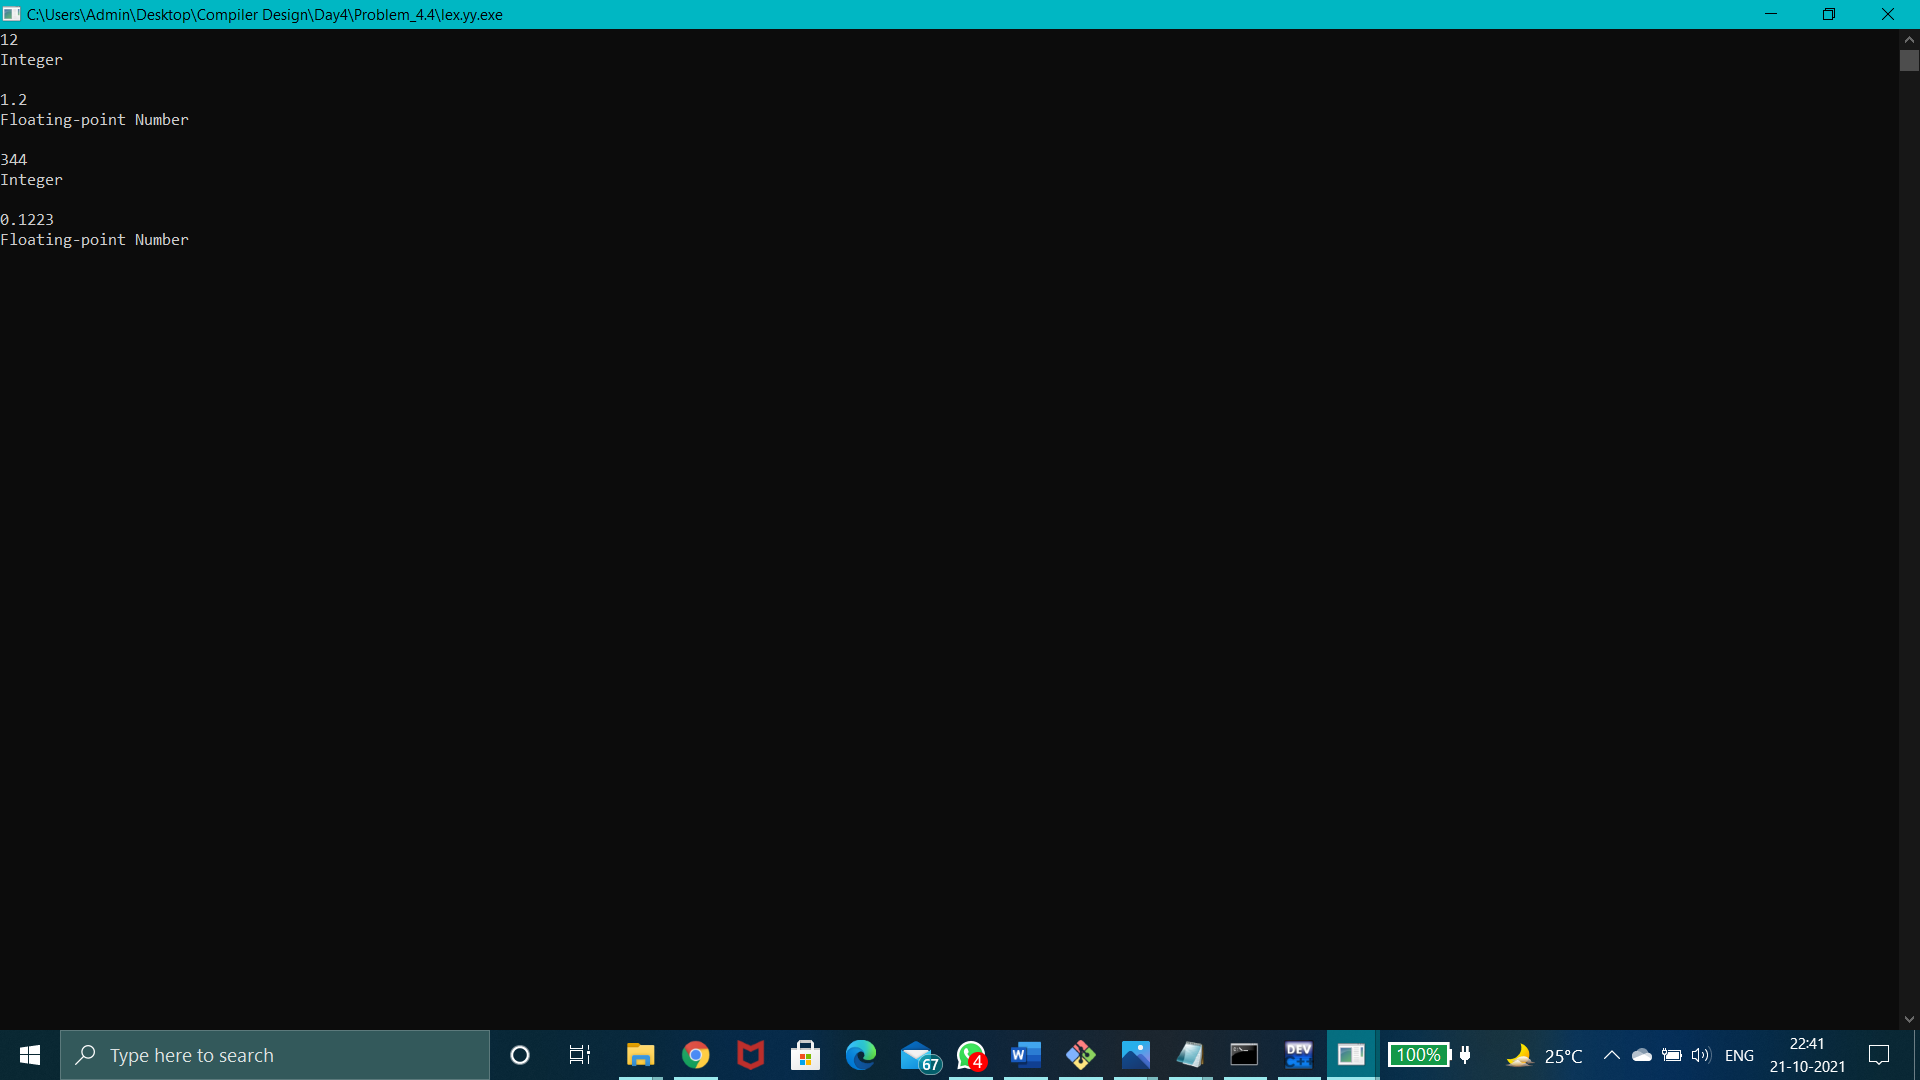 C:\Users\Admin\Desktop\Compiler Design\Day4\Problem_4.4\lex.yy.exe
12
Integer
1.2
Floating-point Number
344
Integer
0.1223
Floating-point Number
Type here to search
67
4
W
DEV
C++
100%
25°C
ENG
22:41
21-10-2021